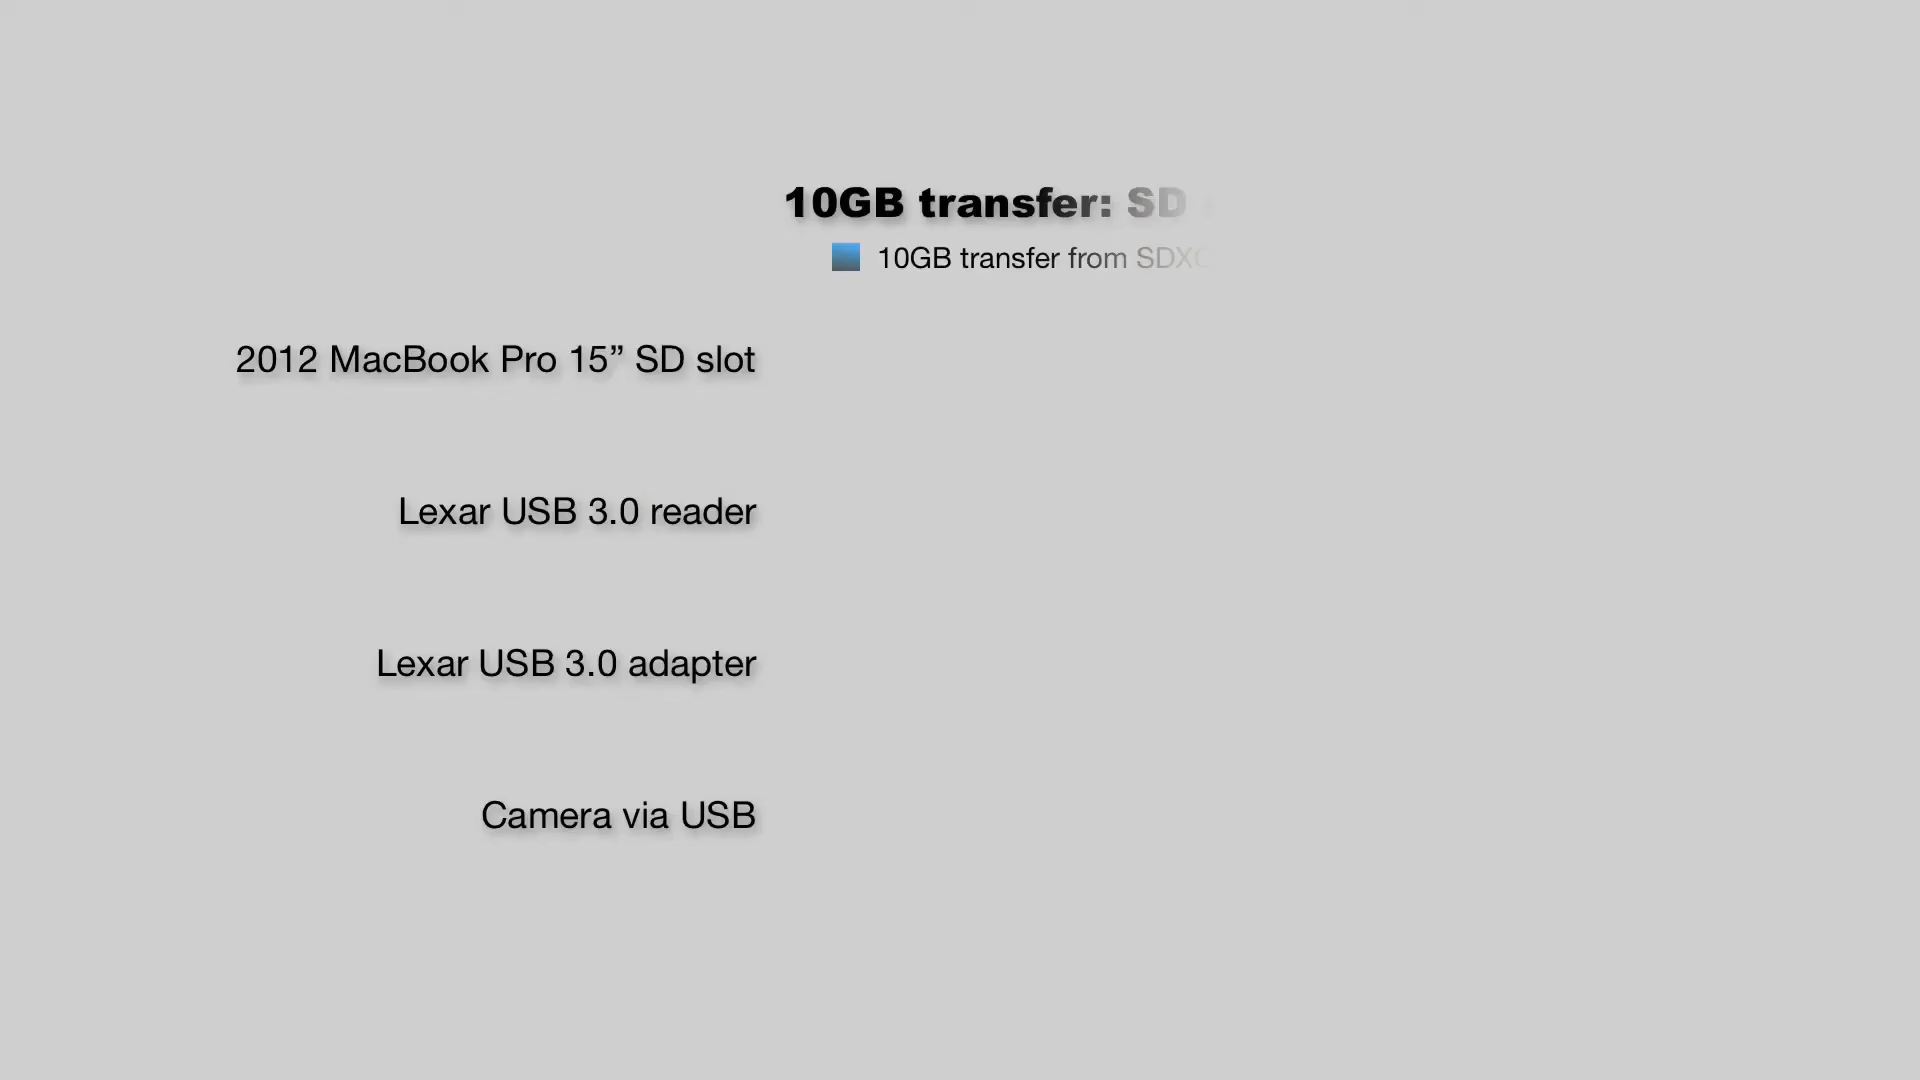 10GB transfer: SD
10GB transfer from SDXC
2012 MacBook Pro 15” SD slot
Lexar USB 3.0 reader
Lexar USB 3.0 adapter
Camera via USB